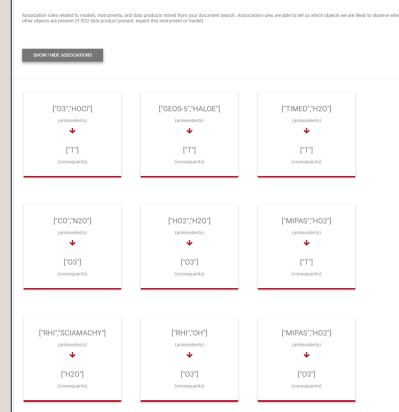 Association rules related to models, instruments, and data products mined from your document search. Association rules are able to tell us which objects we are likely to observe whe
other objects are present (if SO2 data product present, expect this instrument or model).
SHOW / HIDE ASSOCIATIONS
["O3","HOCl"]
(antecedents)
["T"]
(consequents)
["GEOS-5","HALOE"]
(antecedents)
["T"]
(consequents)
["TIMED","H2O"]
(antecedents)
["T"]
(consequents)
["CO","N2O"]
(antecedents)
["O3"]
(consequents)
["HO2","H2O"]
(antecedents)
["O3"]
(consequents)
["MIPAS","HO2"]
(antecedents)
["T"]
(consequents)
["RHI","SCIAMACHY"]
(antecedents)
["H2O"]
(consequents)
["RHI","OH"]
(antecedents)
["O3"]
(consequents)
["MIPAS","HO2"]
(antecedents)
["O3"]
(consequents)